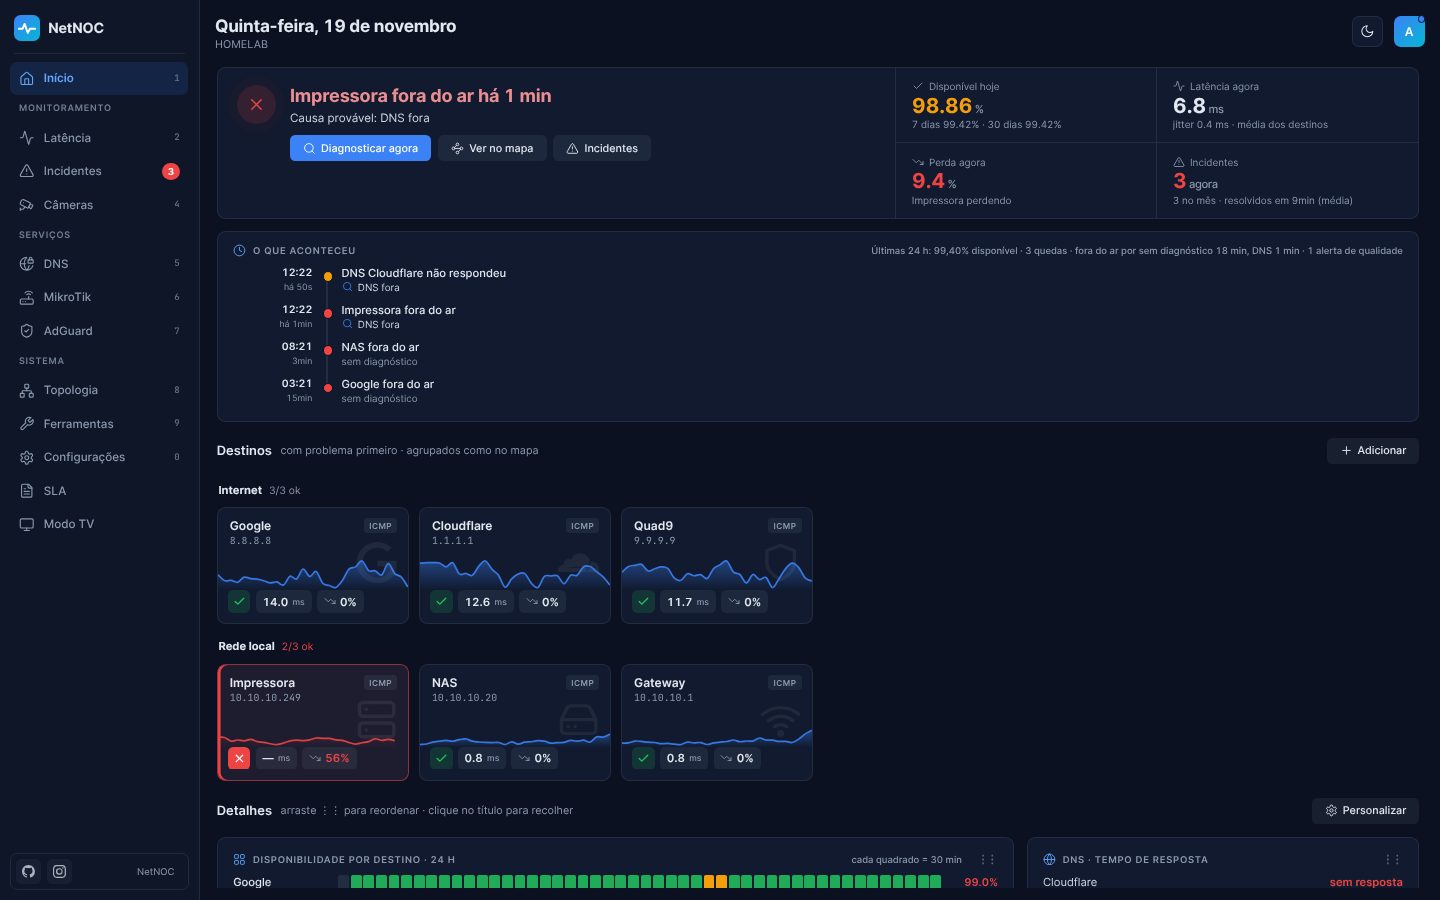 NetNOC
Início 1
MONITORAMENTO
Latência 2
Incidentes 3
Câmeras 4
SERVIÇOS
DNS 5
MikroTik 6
AdGuard 7
SISTEMA
Topologia 8
Ferramentas 9
Configurações 0
SLA
Modo TV
NetNOC
Quinta-feira, 19 de novembro
HOMELAB
A
Impressora fora do ar há 1 min
Causa provável: DNS fora
Diagnosticar agora Ver no mapa Incidentes
Disponível hoje
98.86 %
7 dias 99.42% · 30 dias 99.42%
Latência agora
6.8 ms
jitter 0.4 ms · média dos destinos
Perda agora
9.4 %
Impressora perdendo
Incidentes
3 agora
3 no mês · resolvidos em 9min (média)
O QUE ACONTECEU
Últimas 24 h: 99,40% disponível · 3 quedas · fora do ar por sem diagnóstico 18 min, DNS 1 min · 1 alerta de qualidade
12:22 DNS Cloudflare não respondeu
há 50s DNS fora
12:22 Impressora fora do ar
há 1min DNS fora
08:21 NAS fora do ar
3min sem diagnóstico
03:21 Google fora do ar
15min sem diagnóstico
Destinos com problema primeiro · agrupados como no mapa
Adicionar
Internet 3/3 ok
Google ICMP
8.8.8.8
14.0 ms 0%
Cloudflare ICMP
1.1.1.1
12.6 ms 0%
Quad9 ICMP
9.9.9.9
11.7 ms 0%
Rede local 2/3 ok
Impressora ICMP
10.10.10.249
— ms 56%
NAS ICMP
10.10.10.20
0.8 ms 0%
Gateway ICMP
10.10.10.1
0.8 ms 0%
Detalhes arraste ⋮⋮ para reordenar · clique no título para recolher
Personalizar
DISPONIBILIDADE POR DESTINO · 24 H
cada quadrado = 30 min
Google 99.0%
DNS · TEMPO DE RESPOSTA
Cloudflare sem resposta